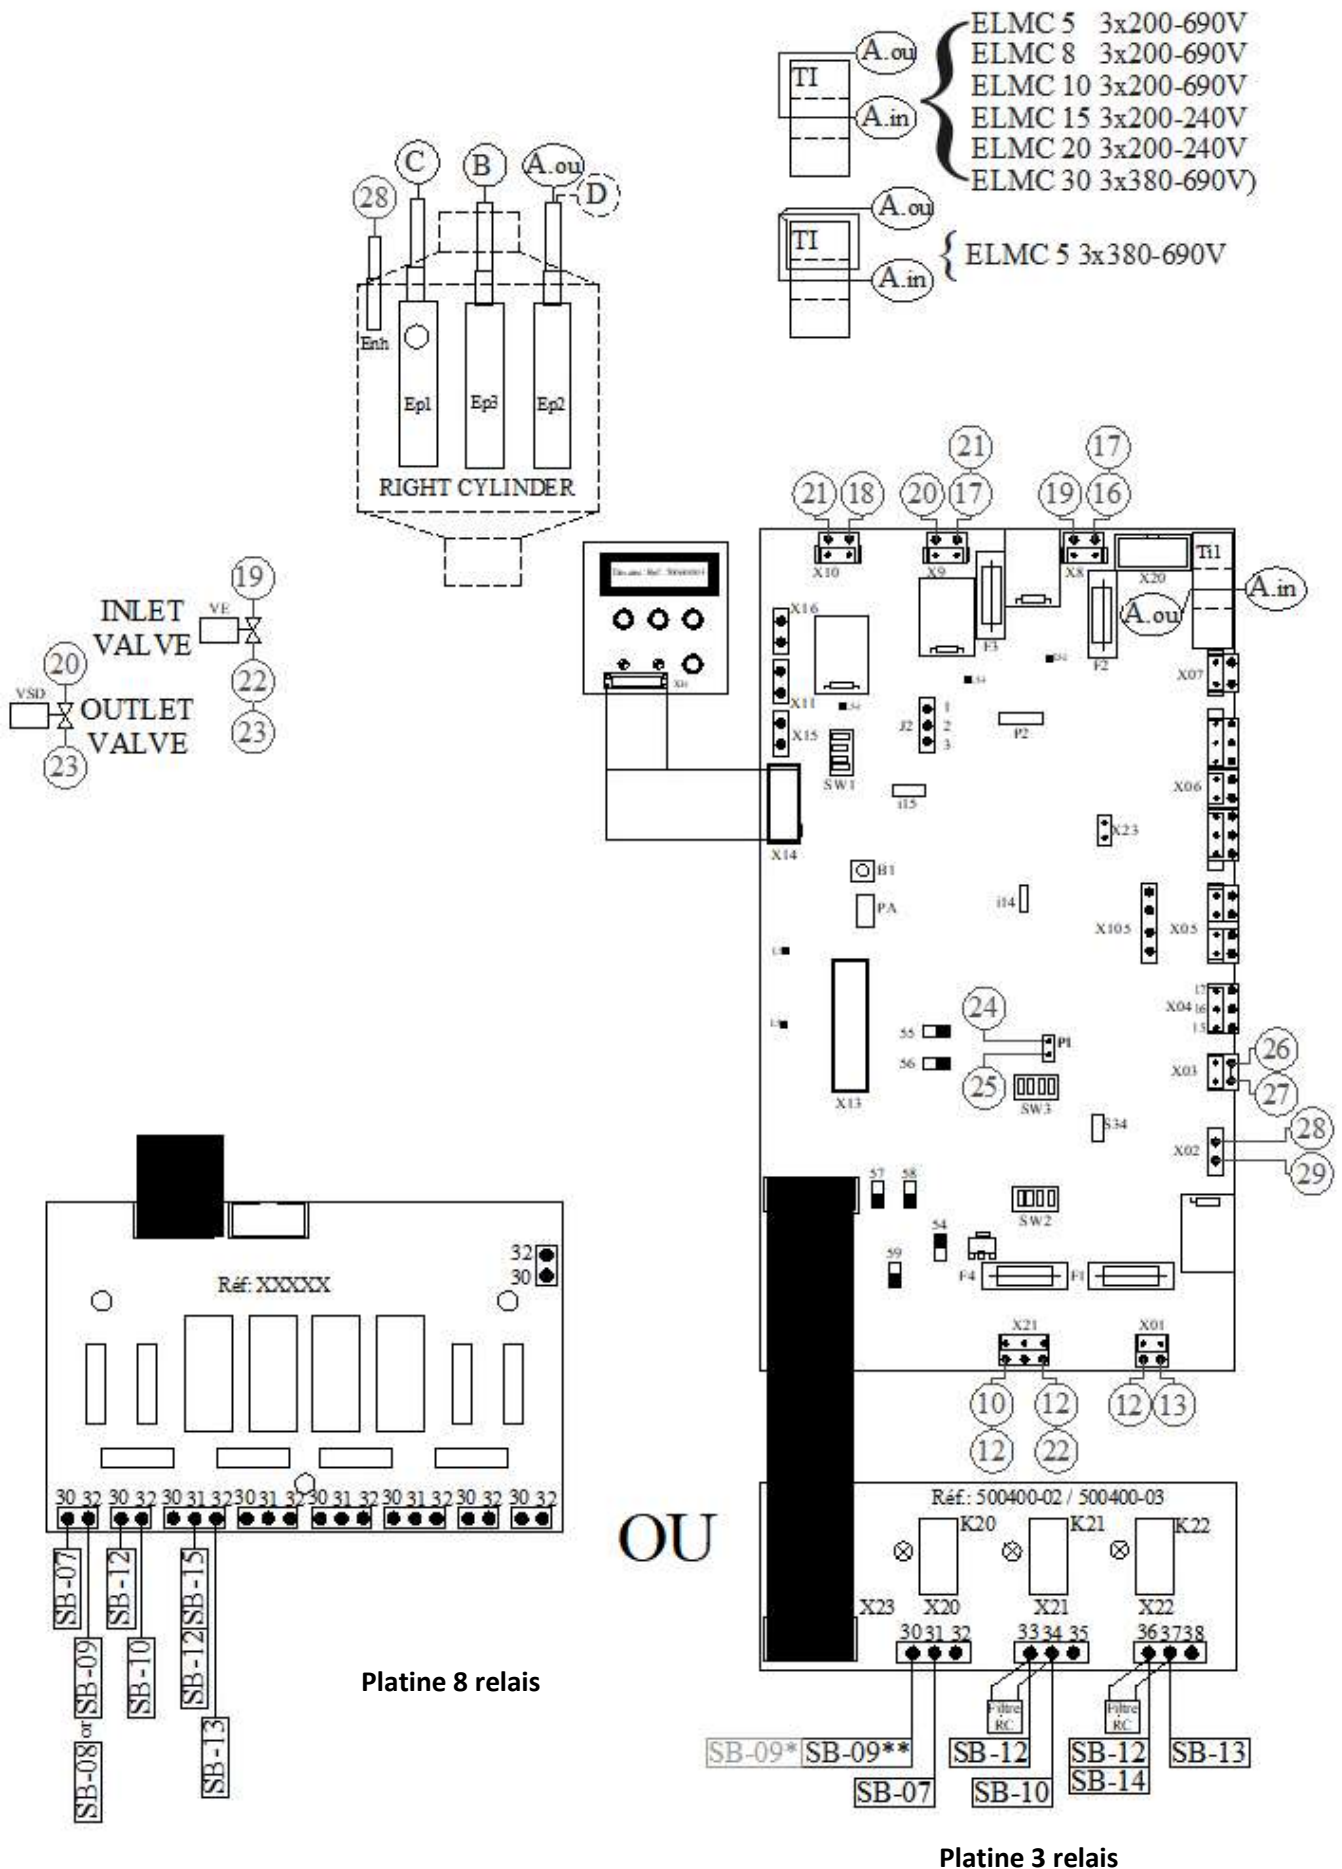 ELMC 5 3x200-690V
ELMC 8 3x200-690V
ELMC 10 3x200-690V
ELMC 15 3x200-240V
ELMC 20 3x200-240V
ELMC 30 3x380-690V)
A.ou
TI
A.in
A.ou
TI
A.in
ELMC 5 3x380-690V
28
C
B
A.ou
D
Enh
Ep1
Ep3
Ep2
RIGHT CYLINDER
INLET
VALVE
VE
19
22
23
OUTLET
VALVE
VSD
20
23
21
18
20
21
17
19
17
16
X10
X9
X8
X20
Ti1
A.in
A.ou
F3
F2
X16
X11
X15
X14
SW1
J2
1
2
3
P2
i15
X07
X06
X23
B1
PA
i14
X105
X05
X04
17
16
15
X13
55
56
24
25
P1
SW3
X03
26
27
S34
X02
28
29
57
58
54
59
SW2
F4
F1
X21
X01
10
12
12
22
12
13
Réf: XXXXX
32
30
30 32 30 32 30 31 32 30 31 32 30 31 32 30 31 32 30 32 30 32
SB-07
SB-08 or SB-09
SB-12
SB-10
SB-12 SB-15
SB-13
Platine 8 relais
OU
Réf.: 500400-02 / 500400-03
K20
K21
K22
X23
X20
X21
X22
30 31 32
33 34 35
36 37 38
Filtre
RC
Filtre
RC
SB-09* SB-09**
SB-07
SB-12
SB-10
SB-12
SB-14
SB-13
Platine 3 relais